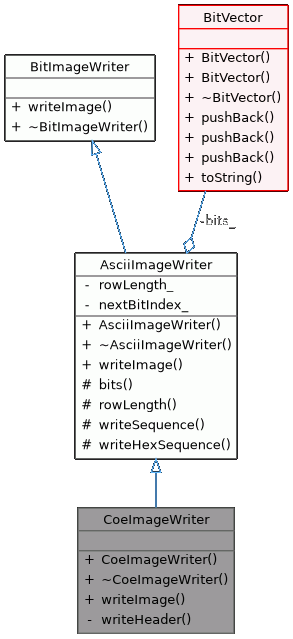 BitVector
+ BitVector()
+ BitVector()
+ ~BitVector()
+ pushBack()
+ pushBack()
+ pushBack()
+ toString()
BitImageWriter
+ writeImage()
+ ~BitImageWriter()
-bits_
AsciiImageWriter
- rowLength_
- nextBitIndex_
+ AsciiImageWriter()
+ ~AsciiImageWriter()
+ writeImage()
# bits()
# rowLength()
# writeSequence()
# writeHexSequence()
CoeImageWriter
+ CoeImageWriter()
+ ~CoeImageWriter()
+ writeImage()
- writeHeader()